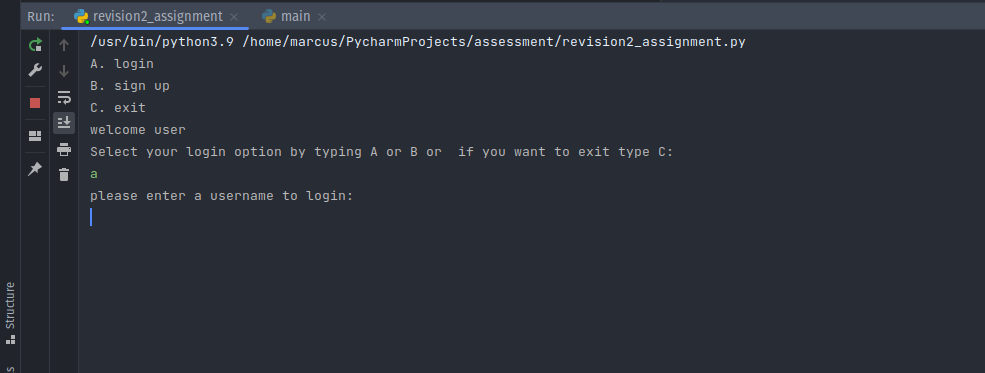 Run: revision2_assignment × main ×
/usr/bin/python3.9 /home/marcus/PycharmProjects/assessment/revision2_assignment.py
A. login
B. sign up
C. exit
welcome user
Select your login option by typing A or B or  if you want to exit type C:
a
please enter a username to login:
Structure
s